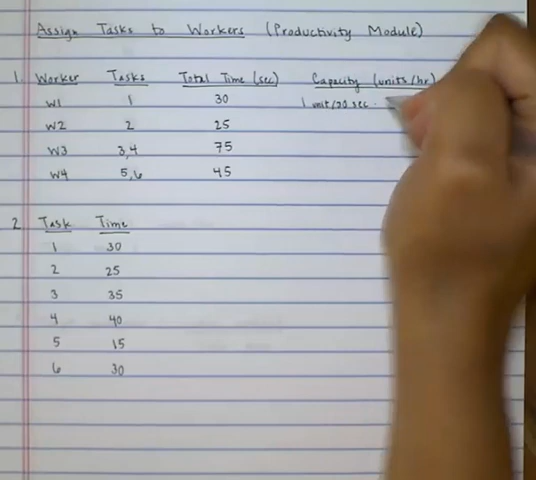 Assign Tasks to Workers (Productivity Module)
1. Worker Tasks Total Time (sec) Capacity (units/hr)
W1 1 30 1 unit/30 sec.
W2 2 25
W3 3,4 75
W4 5,6 45
2 Task Time
1 30
2 25
3 35
4 40
5 15
6 30